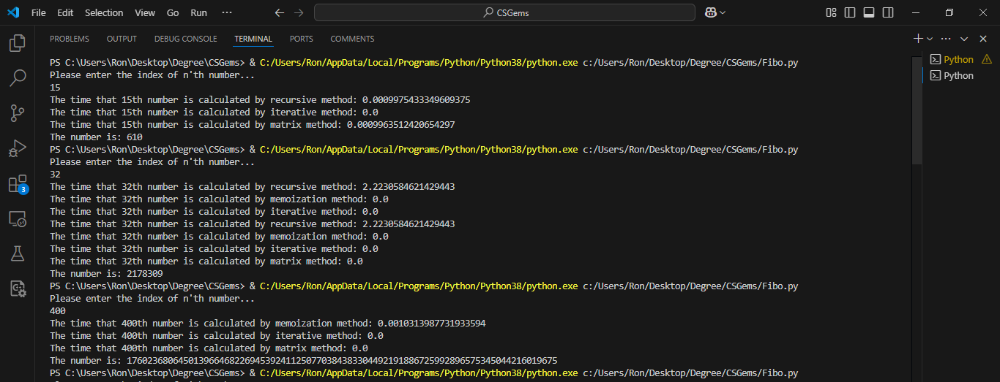 File Edit Selection View Go Run ··· CSGems
PROBLEMS OUTPUT DEBUG CONSOLE TERMINAL PORTS COMMENTS
PS C:\Users\Ron\Desktop\Degree\CSGems> & C:/Users/Ron/AppData/Local/Programs/Python/Python38/python.exe c:/Users/Ron/Desktop/Degree/CSGems/Fibo.py
Python
Please enter the index of n'th number...
Python
15
The time that 15th number is calculated by recursive method: 0.0009975433349609375
The time that 15th number is calculated by iterative method: 0.0
The time that 15th number is calculated by matrix method: 0.0009963512420654297
The number is: 610
PS C:\Users\Ron\Desktop\Degree\CSGems> & C:/Users/Ron/AppData/Local/Programs/Python/Python38/python.exe c:/Users/Ron/Desktop/Degree/CSGems/Fibo.py
Please enter the index of n'th number...
32
The time that 32th number is calculated by recursive method: 2.2230584621429443
The time that 32th number is calculated by memoization method: 0.0
3
The time that 32th number is calculated by iterative method: 0.0
The time that 32th number is calculated by recursive method: 2.2230584621429443
The time that 32th number is calculated by memoization method: 0.0
The time that 32th number is calculated by iterative method: 0.0
The time that 32th number is calculated by matrix method: 0.0
The number is: 2178309
PS C:\Users\Ron\Desktop\Degree\CSGems> & C:/Users/Ron/AppData/Local/Programs/Python/Python38/python.exe c:/Users/Ron/Desktop/Degree/CSGems/Fibo.py
Please enter the index of n'th number...
400
The time that 400th number is calculated by memoization method: 0.0010313987731933594
The time that 400th number is calculated by iterative method: 0.0
The time that 400th number is calculated by matrix method: 0.0
The number is: 176023680645013966468226945392411250770384383304492191886725992896575345044216019675
PS C:\Users\Ron\Desktop\Degree\CSGems> & C:/Users/Ron/AppData/Local/Programs/Python/Python38/python.exe c:/Users/Ron/Desktop/Degree/CSGems/Fibo.py